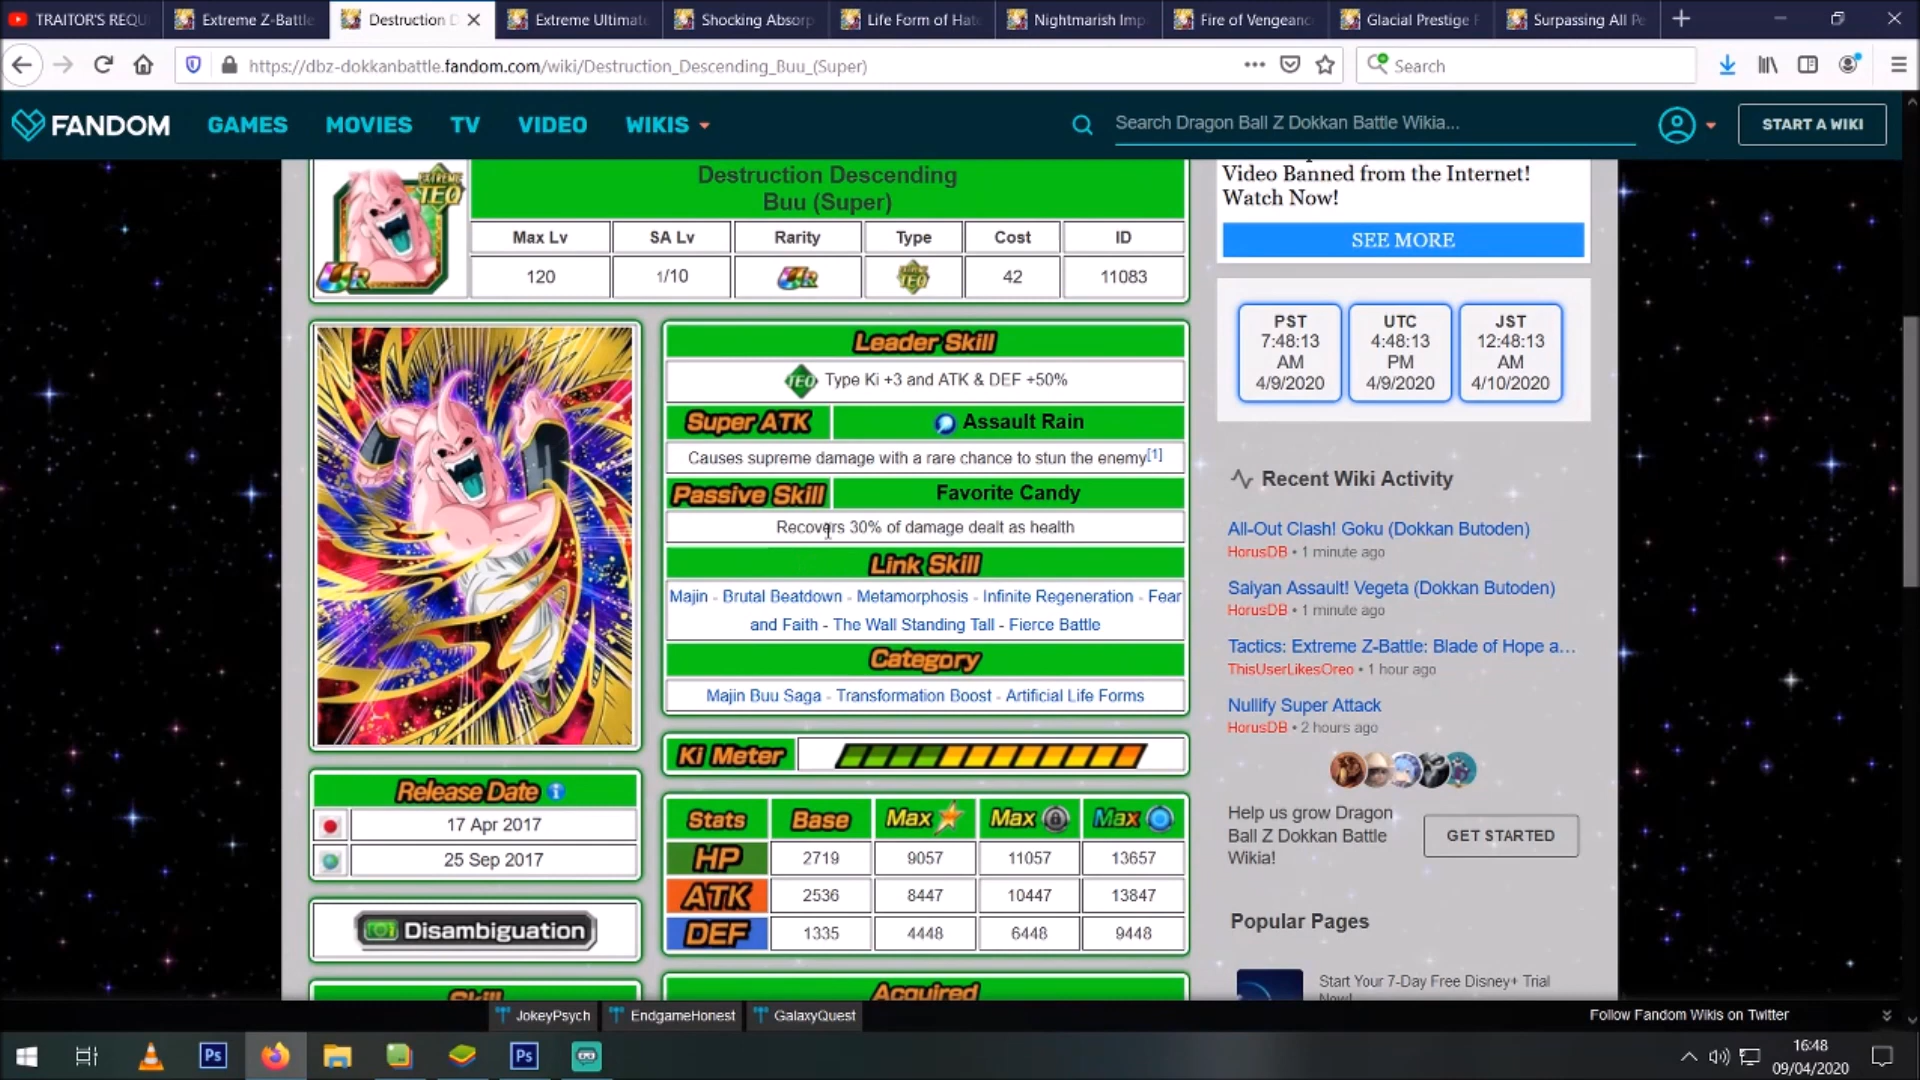 TRAITOR'S REQU
Extreme Z-Battle
Destruction D
Extreme Ultimat
Shocking Absorp
Life Form of Hat
Nightmarish Imp
Fire of Vengeanc
Glacial Prestige F
Surpassing All Pe
https://dbz-dokkanbattle.fandom.com/wiki/Destruction_Descending_Buu_(Super)
Search
FANDOM
GAMES
MOVIES
TV
VIDEO
WIKIS
Search Dragon Ball Z Dokkan Battle Wikia...
START A WIKI
EXTREME
TEQ
UR
Destruction Descending
Buu (Super)
Max Lv
SA Lv
Rarity
Type
Cost
ID
120
1/10
UR
EXTREME
TEQ
42
11083
Leader Skill
TEQ Type Ki +3 and ATK & DEF +50%
Super ATK
Assault Rain
Causes supreme damage with a rare chance to stun the enemy[1]
Passive Skill
Favorite Candy
Recovers 30% of damage dealt as health
Link Skill
Majin - Brutal Beatdown - Metamorphosis - Infinite Regeneration - Fear
and Faith - The Wall Standing Tall - Fierce Battle
Category
Majin Buu Saga - Transformation Boost - Artificial Life Forms
Ki Meter
Release Date
17 Apr 2017
25 Sep 2017
Disambiguation
Skill
Stats
Base
Max
Max
Max
HP
2719
9057
11057
13657
ATK
2536
8447
10447
13847
DEF
1335
4448
6448
9448
Acquired
Video Banned from the Internet!
Watch Now!
SEE MORE
PST
7:48:13
AM
4/9/2020
UTC
4:48:13
PM
4/9/2020
JST
12:48:13
AM
4/10/2020
Recent Wiki Activity
All-Out Clash! Goku (Dokkan Butoden)
HorusDB • 1 minute ago
Saiyan Assault! Vegeta (Dokkan Butoden)
HorusDB • 1 minute ago
Tactics: Extreme Z-Battle: Blade of Hope a...
ThisUserLikesOreo • 1 hour ago
Nullify Super Attack
HorusDB • 2 hours ago
Help us grow Dragon
Ball Z Dokkan Battle
Wikia!
GET STARTED
Popular Pages
Start Your 7-Day Free Disney+ Trial
Now!
JokeyPsych
EndgameHonest
GalaxyQuest
Follow Fandom Wikis on Twitter
Ps
Ps
16:48
09/04/2020